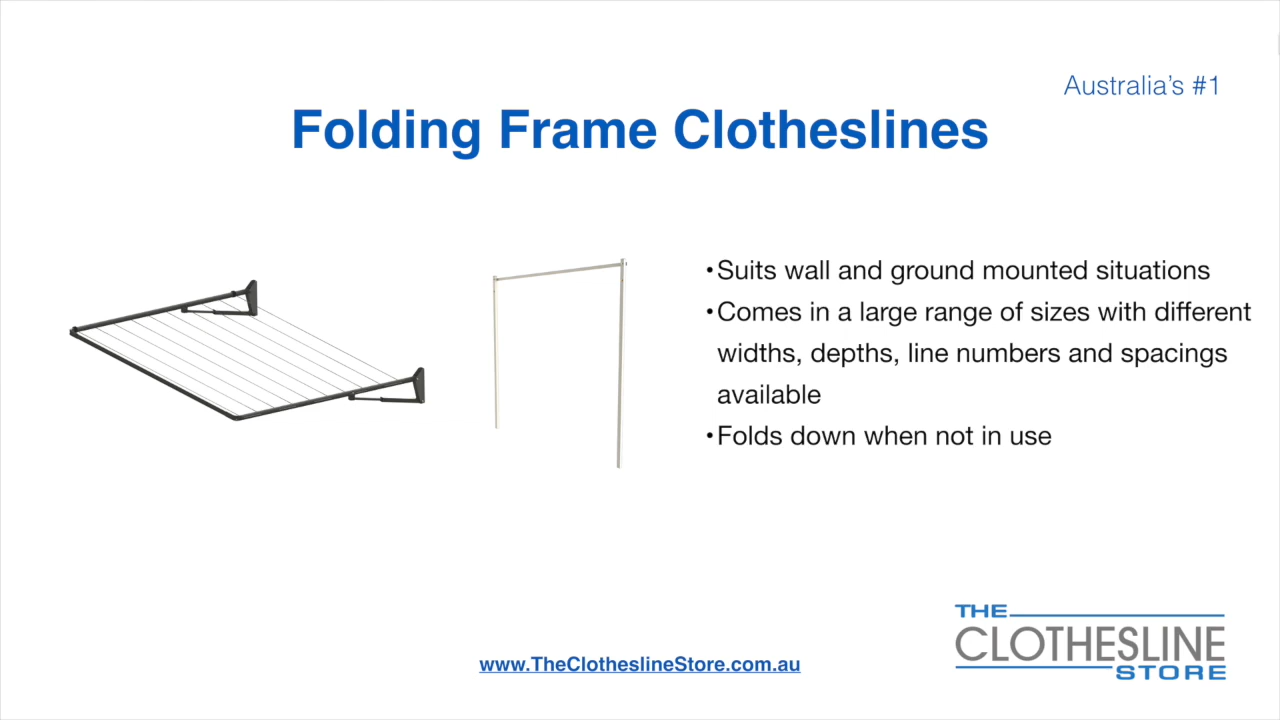 Australia's #1
Folding Frame Clotheslines
•Suits wall and ground mounted situations
•Comes in a large range of sizes with different
widths, depths, line numbers and spacings
available
•Folds down when not in use
THE
CLOTHESLINE
STORE
www.TheClotheslineStore.com.au